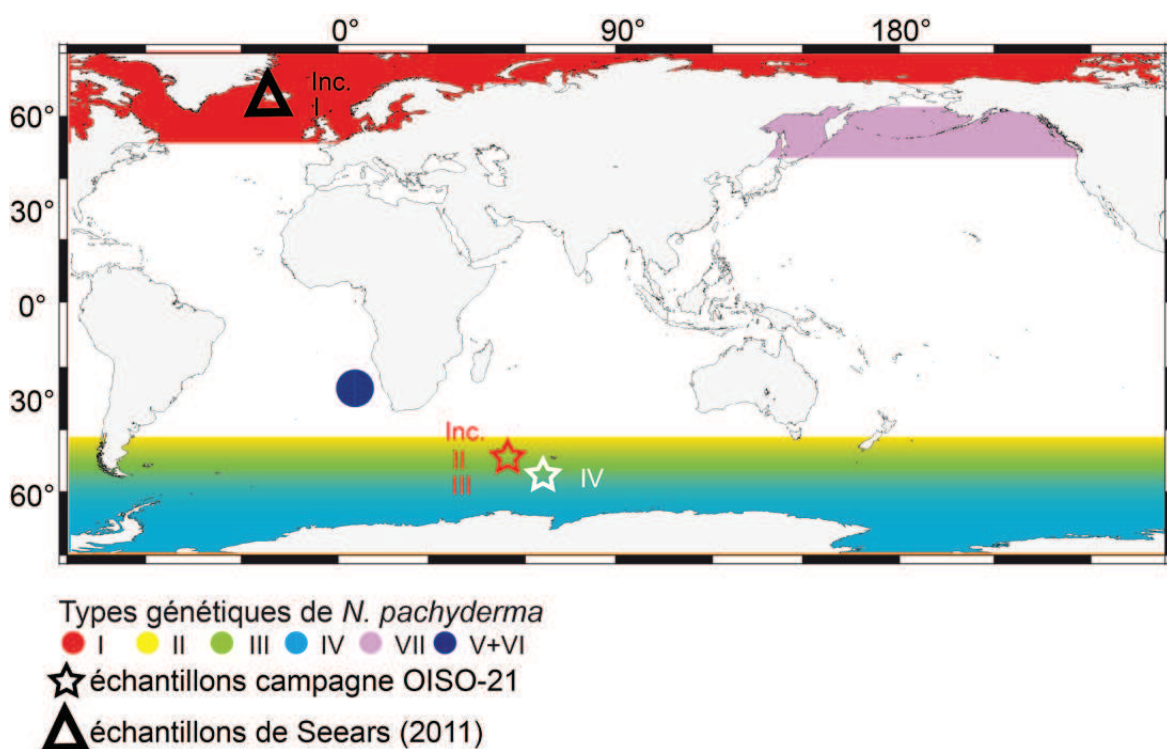 0° 90° 180°
Inc.
I
60°
30°
0°
30°
Inc.
II
III
IV
60°
Types génétiques de N. pachyderma
I II III IV VII V+VI
échantillons campagne OISO-21
échantillons de Seears (2011)